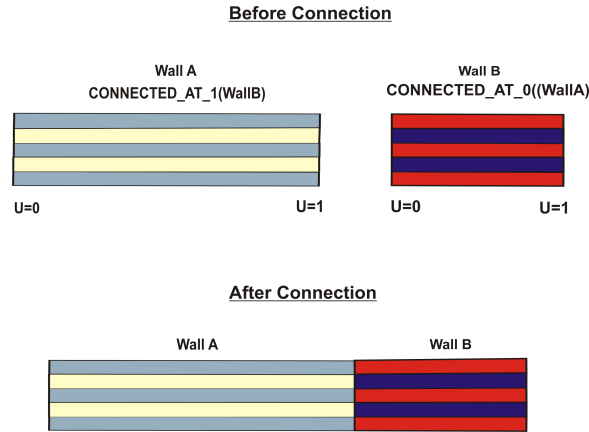 Before Connection
Wall A
CONNECTED_AT_1(WallB)
Wall B
CONNECTED_AT_0((WallA)
U=0
U=1
U=0
U=1
After Connection
Wall A
Wall B